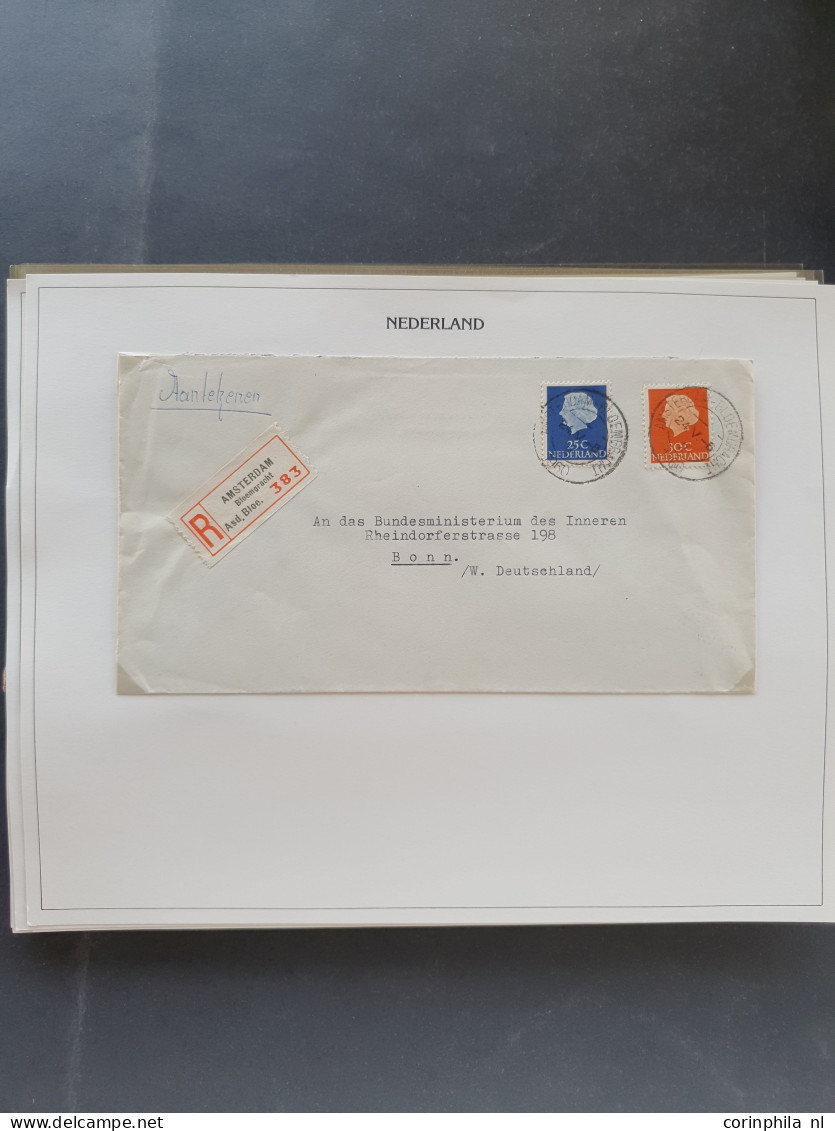 NEDERLAND
Aantekenen
25C
NEDERLAND
30C
NEDERLAND
R
AMSTERDAM
Bloemgracht
Asd. Bloe.
383
An das Bundesministerium des Inneren
Rheindorferstrasse 198
Bonn.
/W. Deutschland/
www.delcampe.net
corinphila nl